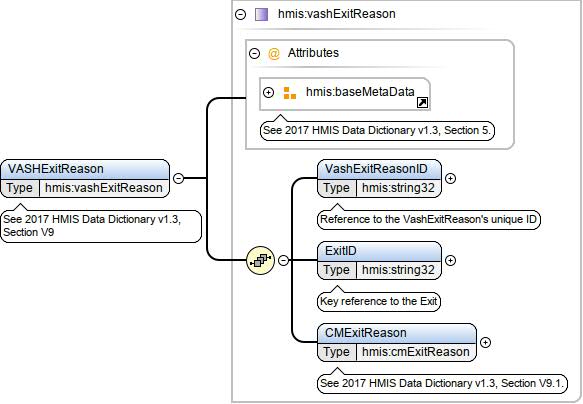 hmis:vashExitReason
@ Attributes
hmis:baseMetaData
See 2017 HMIS Data Dictionary v1.3, Section 5.
VASHExitReason
Type hmis:vashExitReason
See 2017 HMIS Data Dictionary v1.3,
Section V9
VashExitReasonID
Type hmis:string32
Reference to the VashExitReason's unique ID
ExitID
Type hmis:string32
Key reference to the Exit
CMExitReason
Type hmis:cmExitReason
See 2017 HMIS Data Dictionary v1.3, Section V9.1.